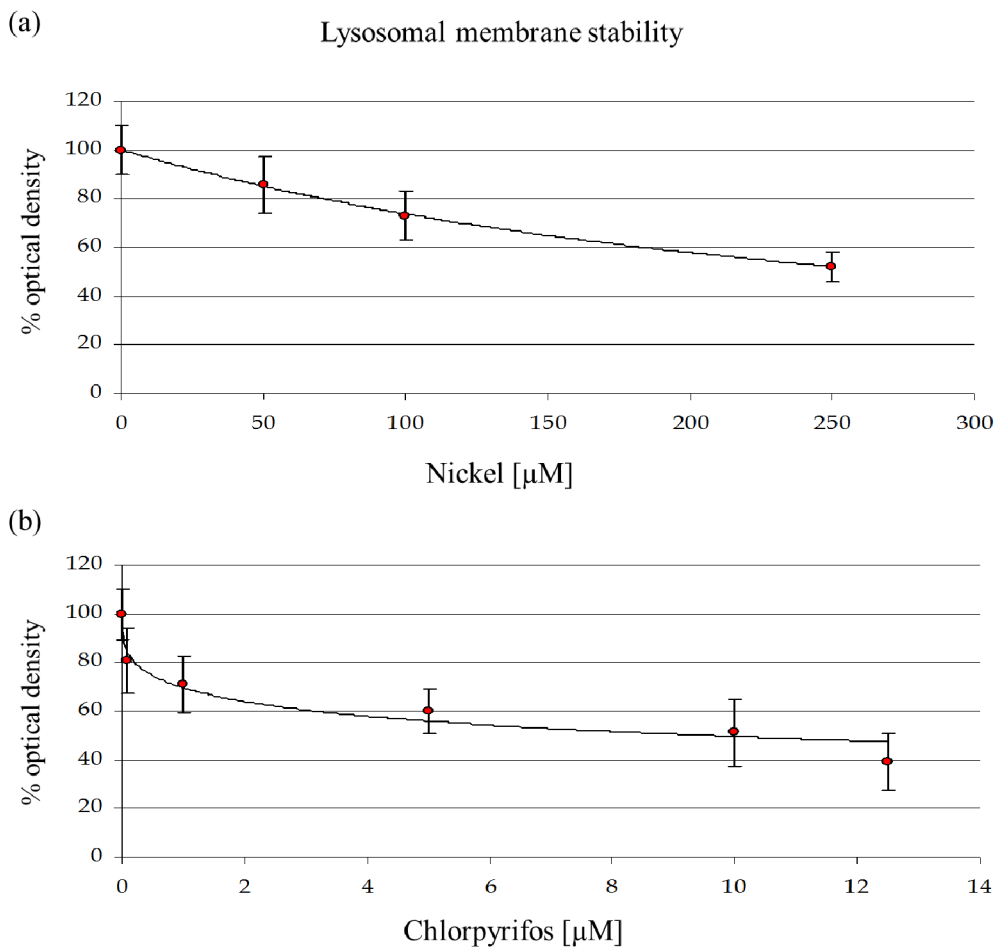 (a)
Lysosomal membrane stability
120
100
80
60
40
20
0
% optical density
0 50 100 150 200 250 300
Nickel [µM]
(b)
120
100
80
60
40
20
0
% optical density
0 2 4 6 8 10 12 14
Chlorpyrifos [µM]